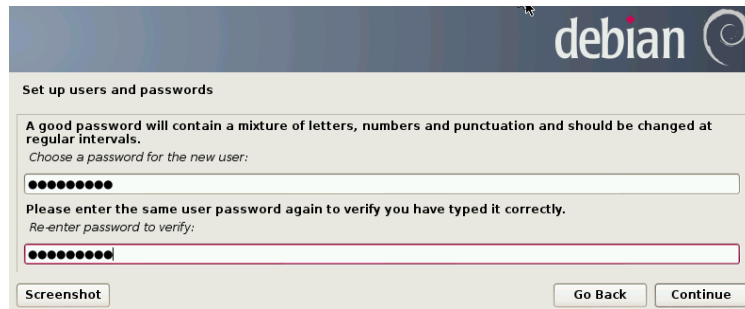 debian
Set up users and passwords
A good password will contain a mixture of letters, numbers and punctuation and should be changed at
regular intervals.
Choose a password for the new user:
●●●●●●●●●
Please enter the same user password again to verify you have typed it correctly.
Re-enter password to verify:
●●●●●●●●●
Screenshot
Go Back
Continue